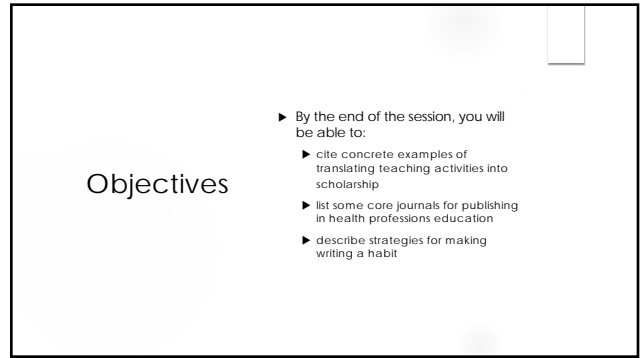 Objectives
▶ By the end of the session, you will
be able to:
▶ cite concrete examples of
translating teaching activities into
scholarship
▶ list some core journals for publishing
in health professions education
▶ describe strategies for making
writing a habit